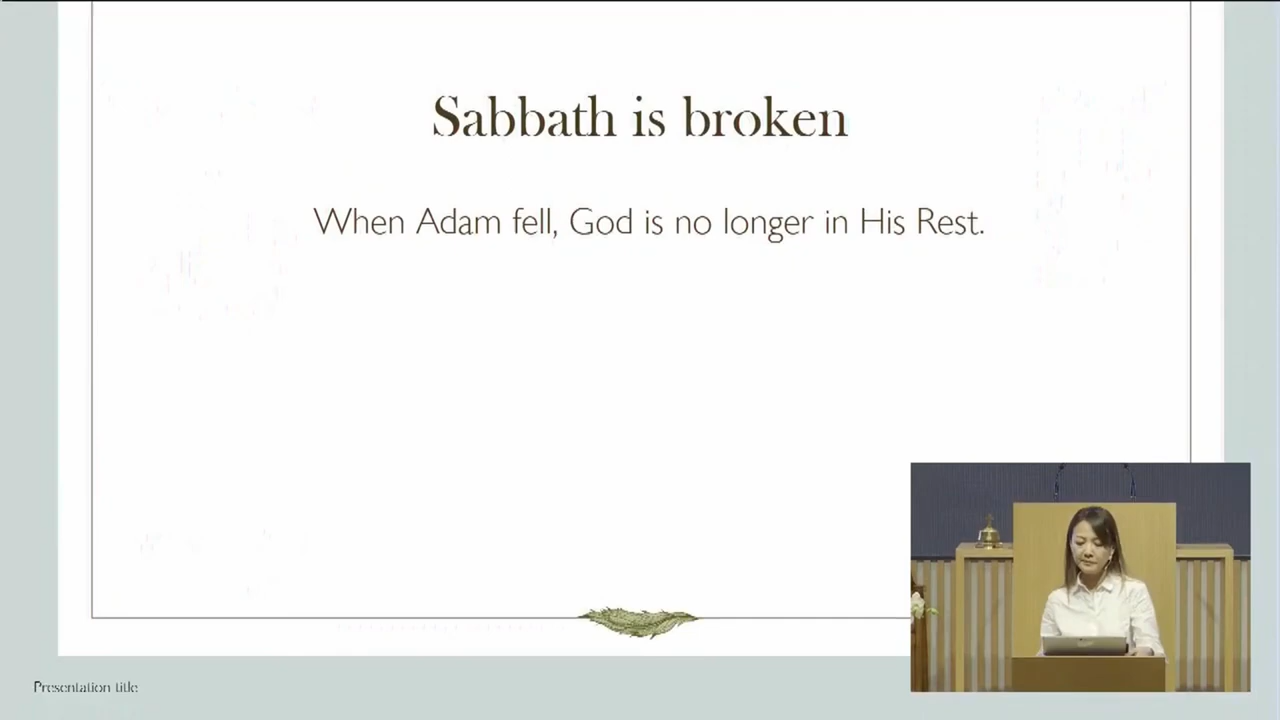 Sabbath is broken
When Adam fell, God is no longer in His Rest.
Presentation title